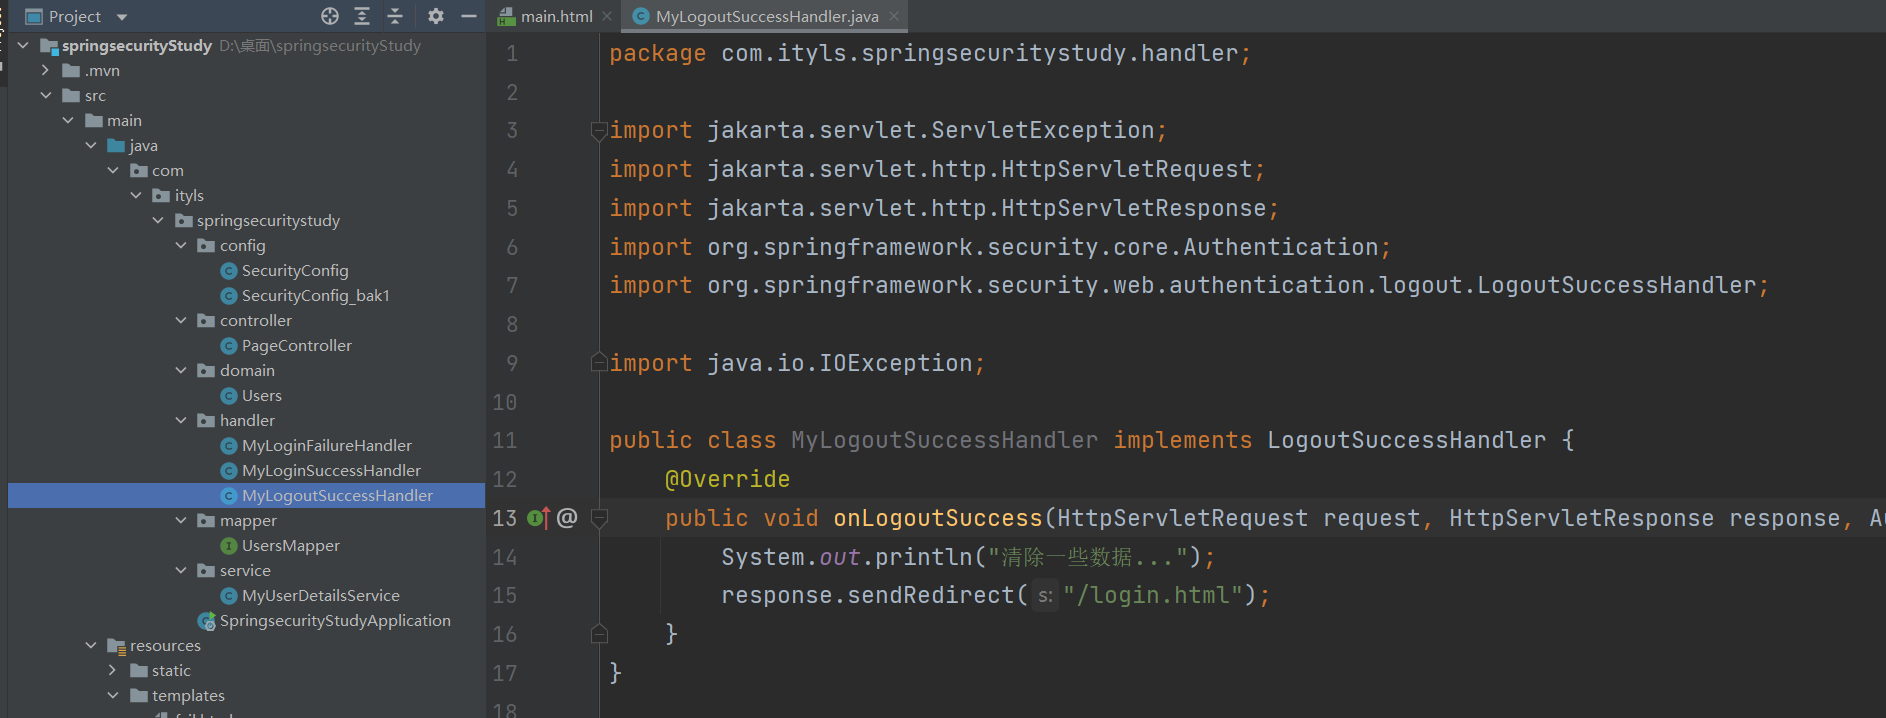 Project
springsecurityStudy D:\桌面\springsecurityStudy
.mvn
src
main
java
com
ityls
springsecuritystudy
config
SecurityConfig
SecurityConfig_bak1
controller
PageController
domain
Users
handler
MyLoginFailureHandler
MyLoginSuccessHandler
MyLogoutSuccessHandler
mapper
UsersMapper
service
MyUserDetailsService
SpringsecurityStudyApplication
resources
static
templates
main.html
MyLogoutSuccessHandler.java
1 package com.ityls.springsecuritystudy.handler;
2
3 import jakarta.servlet.ServletException;
4 import jakarta.servlet.http.HttpServletRequest;
5 import jakarta.servlet.http.HttpServletResponse;
6 import org.springframework.security.core.Authentication;
7 import org.springframework.security.web.authentication.logout.LogoutSuccessHandler;
8
9 import java.io.IOException;
10
11 public class MyLogoutSuccessHandler implements LogoutSuccessHandler {
12 @Override
13 @ public void onLogoutSuccess(HttpServletRequest request, HttpServletResponse response,
14 System.out.println("清除一些数据...");
15 response.sendRedirect( s: "/login.html");
16 }
17 }
18